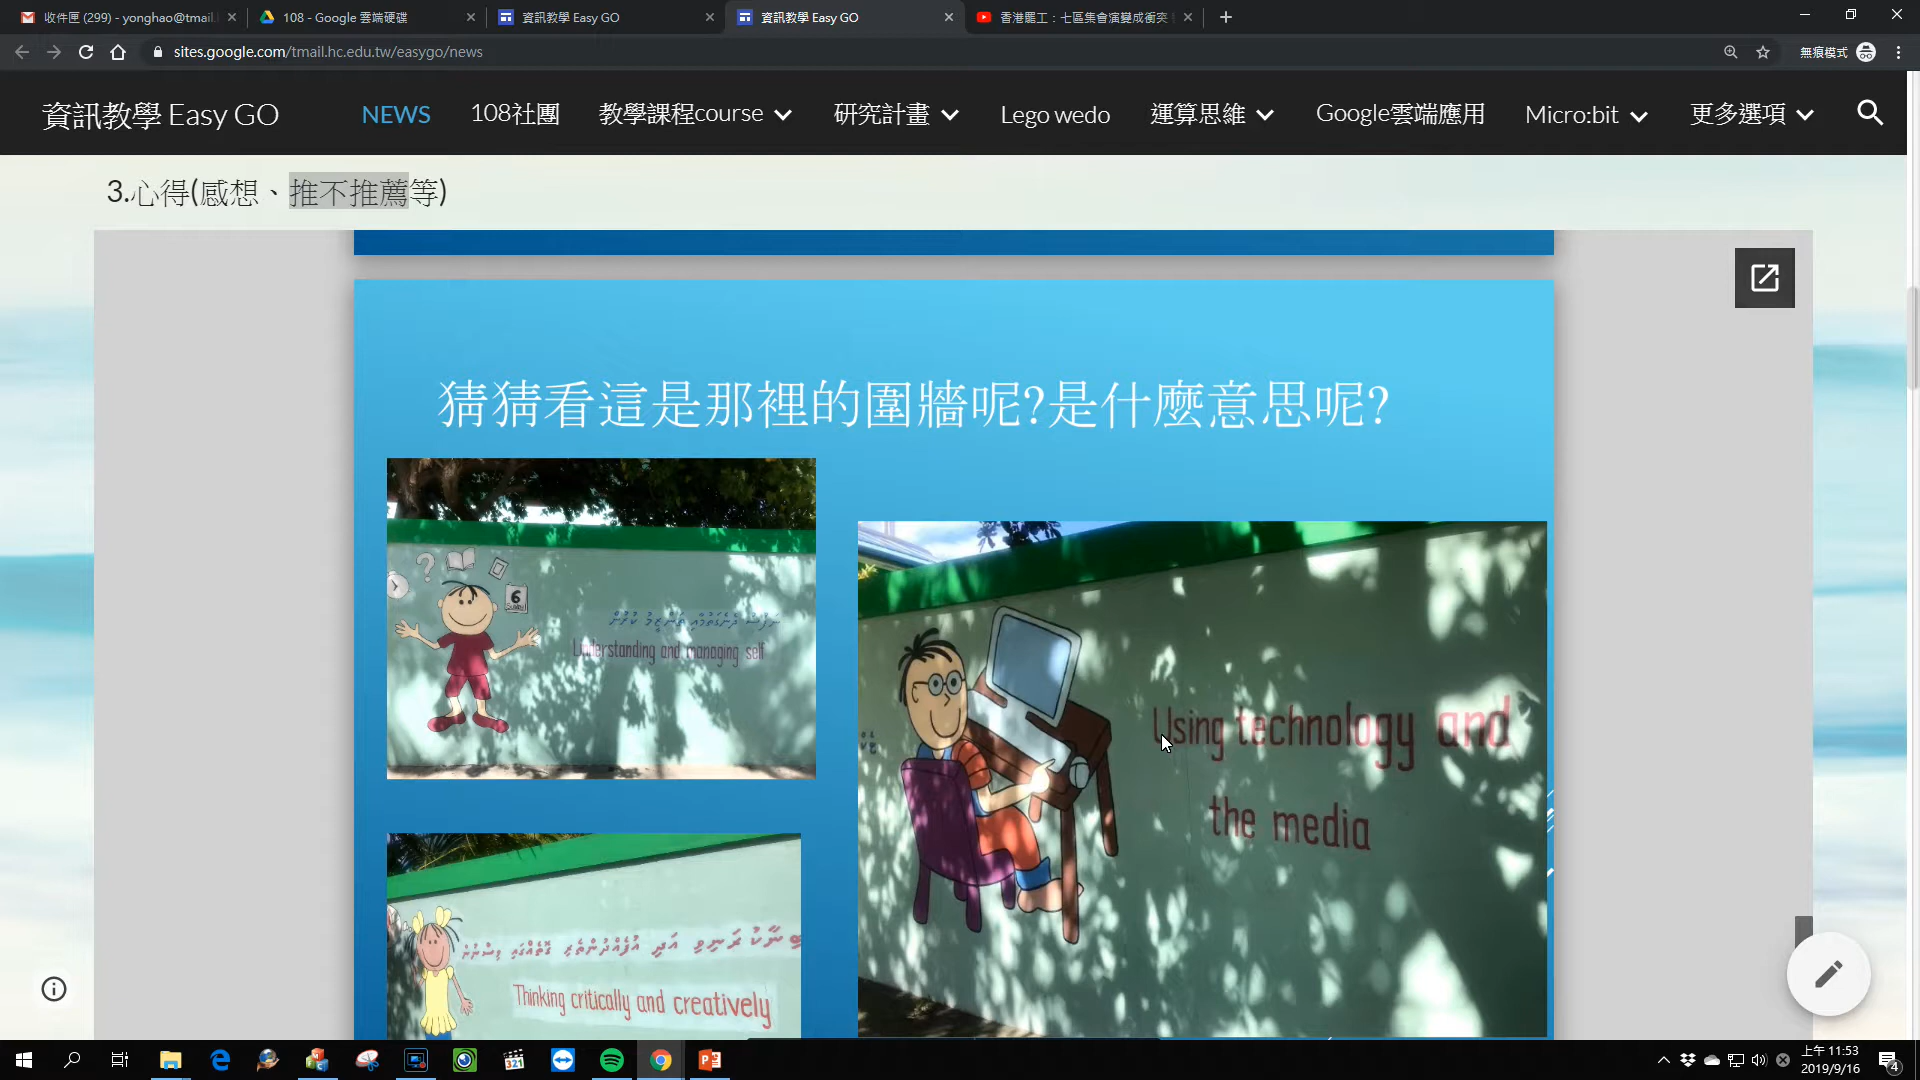 收件匣 (299) - yonghao@tmail.
108 - Google 雲端硬碟
資訊教學 Easy GO
資訊教學 Easy GO
香港罷工：七區集會演變成衝突
sites.google.com/tmail.hc.edu.tw/easygo/news
無痕模式
資訊教學 Easy GO
NEWS
108社團
教學課程course
研究計畫
Lego wedo
運算思維
Google雲端應用
Micro:bit
更多選項
3.心得(感想、推不推薦等)
猜猜看這是那裡的圍牆呢?是什麼意思呢?
6
Understanding and managing self
Using technology and
the media
Thinking critically and creatively
321
上午 11:53
2019/9/16
4